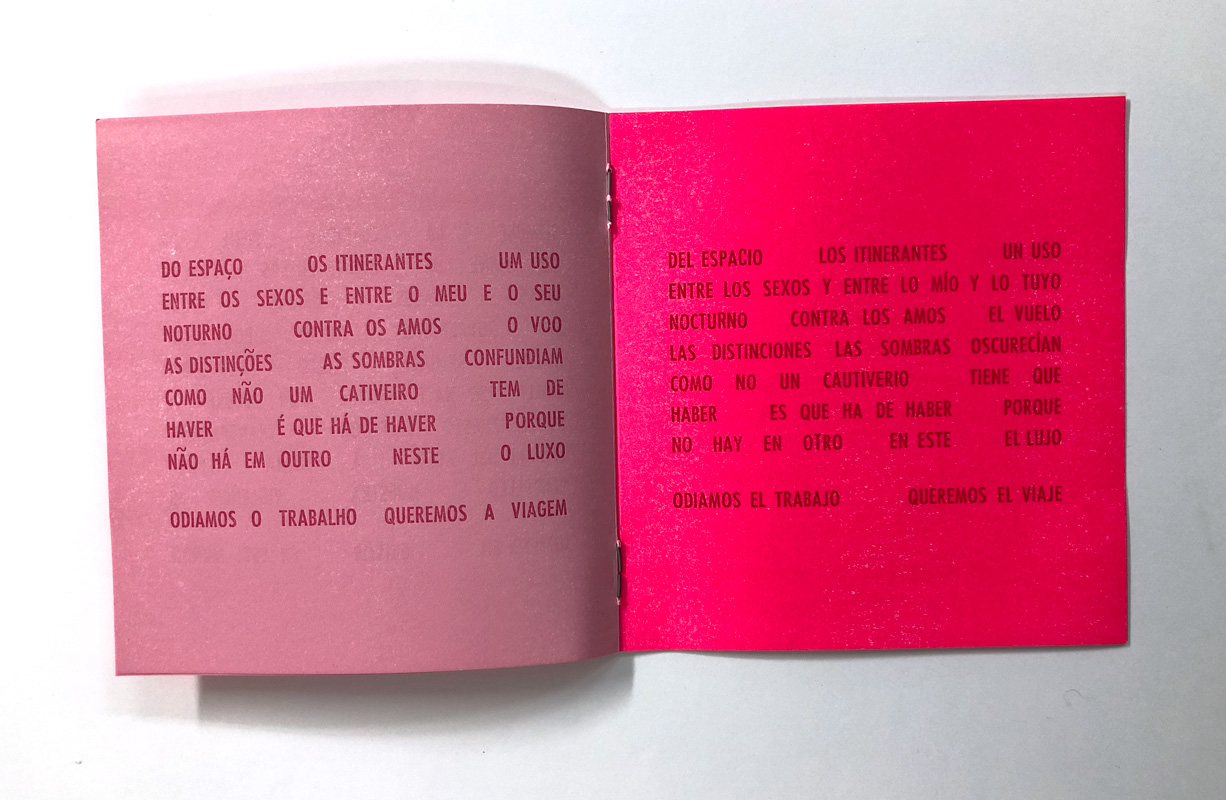 DO ESPAÇO OS ITINERANTES UM USO
ENTRE OS SEXOS E ENTRE O MEU E O SEU
NOTURNO CONTRA OS AMOS O VOO
AS DISTINÇÕES AS SOMBRAS CONFUNDIAM
COMO NÃO UM CATIVEIRO TEM DE
HAVER É QUE HÁ DE HAVER PORQUE
NÃO HÁ EM OUTRO NESTE O LUXO
ODIAMOS O TRABALHO QUEREMOS A VIAGEM
DEL ESPACIO LOS ITINERANTES UN USO
ENTRE LOS SEXOS Y ENTRE LO MÍO Y LO TUYO
NOCTURNO CONTRA LOS AMOS EL VUELO
LAS DISTINCIONES LAS SOMBRAS OSCURECÍAN
COMO NO UN CAUTIVERIO TIENE QUE
HABER ES QUE HA DE HABER PORQUE
NO HAY EN OTRO EN ESTE EL LUJO
ODIAMOS EL TRABAJO QUEREMOS EL VIAJE